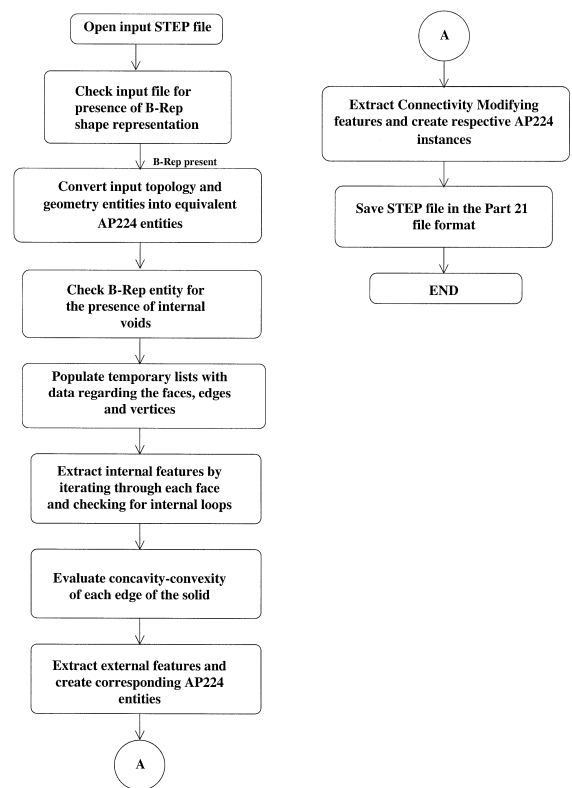 Open input STEP file
Check input file for
presence of B-Rep
shape representation
B-Rep present
Convert input topology and
geometry entities into equivalent
AP224 entities
Check B-Rep entity for
the presence of internal
voids
Populate temporary lists with
data regarding the faces, edges
and vertices
Extract internal features by
iterating through each face
and checking for internal loops
Evaluate concavity-convexity
of each edge of the solid
Extract external features and
create corresponding AP224
entities
A
A
Extract Connectivity Modifying
features and create respective AP224
instances
Save STEP file in the Part 21
file format
END